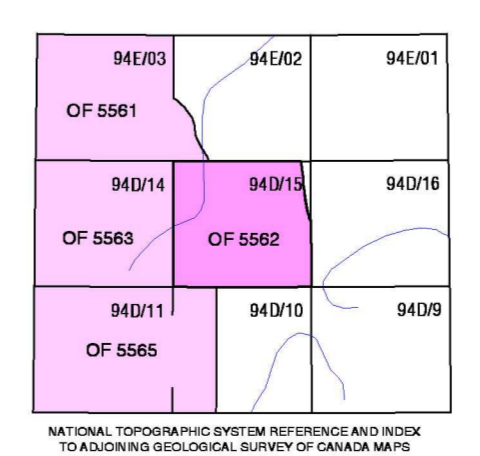 94E/03 94E/02 94E/01
OF 5561
94D/14 94D/15 94D/16
OF 5563 OF 5562
94D/11 94D/10 94D/9
OF 5565
NATIONAL TOPOGRAPHIC SYSTEM REFERENCE AND INDEX
TO ADJOINING GEOLOGICAL SURVEY OF CANADA MAPS